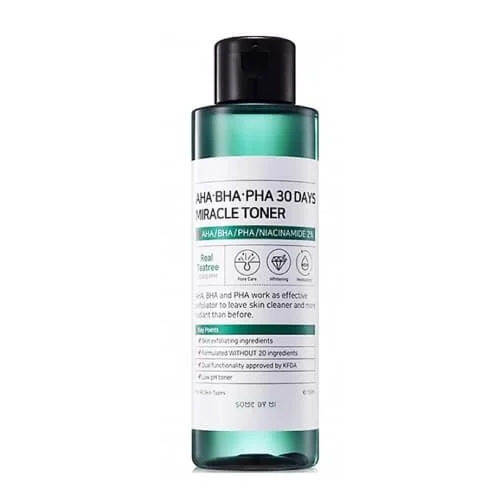 AHA·BHA·PHA 30 DAYS
MIRACLE TONER
AHA/BHA/PHA/NIACINAMIDE 2%
Real
Teatree
Pore Care
Whitening
AHA, BHA and PHA work as effective
exfoliator to leave skin cleaner and more
radiant than before.
Key Points
✓ Skin exfoliating ingredients
✓ Formulated WITHOUT 20 ingredients
✓ Dual functionality approved by KFDA
✓ Low pH toner
All Skin Types
SOME BY MI